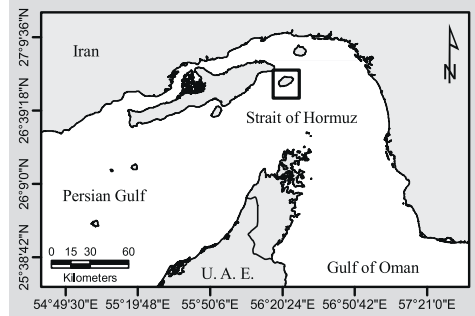 27°9'36"N
Iran
N
26°39'18"N
Strait of Hormuz
26°9'0"N
Persian Gulf
25°38'42"N
0 15 30 60
Kilometers
U. A. E.
Gulf of Oman
54°49'30"E 55°19'48"E 55°50'6"E 56°20'24"E 56°50'42"E 57°21'0"E